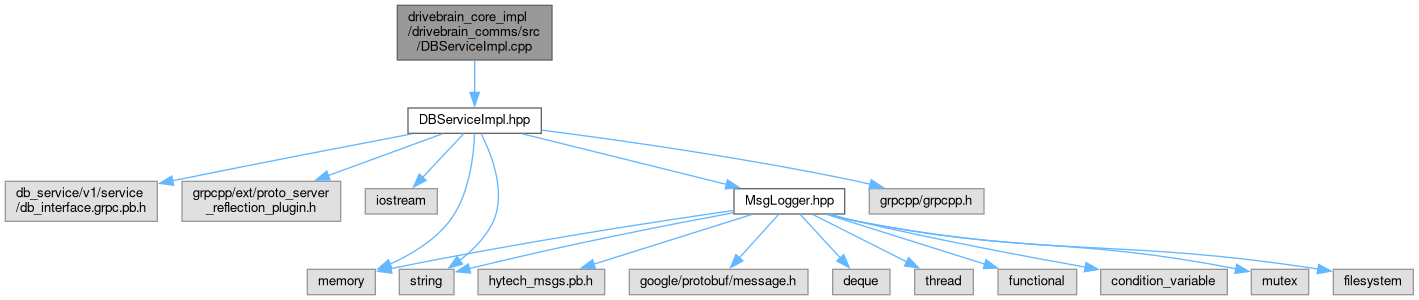 drivebrain_core_impl
/drivebrain_comms/src
/DBServiceImpl.cpp
DBServiceImpl.hpp
db_service/v1/service
/db_interface.grpc.pb.h
grpcpp/ext/proto_server
_reflection_plugin.h
iostream
MsgLogger.hpp
grpcpp/grpcpp.h
memory
string
hytech_msgs.pb.h
google/protobuf/message.h
deque
thread
functional
condition_variable
mutex
filesystem